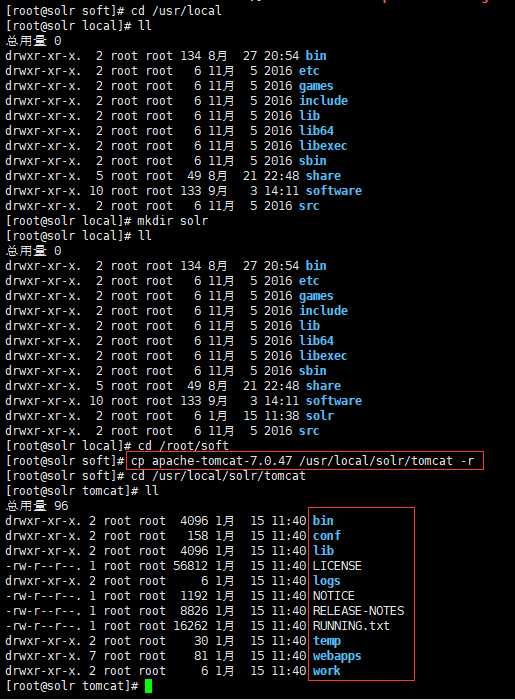 [root@solr soft]# cd /usr/local
[root@solr local]# ll
总用量 0
drwxr-xr-x.  2 root root 134 8月  27 20:54 bin
drwxr-xr-x.  2 root root   6 11月  5 2016 etc
drwxr-xr-x.  2 root root   6 11月  5 2016 games
drwxr-xr-x.  2 root root   6 11月  5 2016 include
drwxr-xr-x.  2 root root   6 11月  5 2016 lib
drwxr-xr-x.  2 root root   6 11月  5 2016 lib64
drwxr-xr-x.  2 root root   6 11月  5 2016 libexec
drwxr-xr-x.  2 root root   6 11月  5 2016 sbin
drwxr-xr-x.  5 root root  49 8月  21 22:48 share
drwxr-xr-x. 10 root root 133 9月   3 14:11 software
drwxr-xr-x.  2 root root   6 11月  5 2016 src
[root@solr local]# mkdir solr
[root@solr local]# ll
总用量 0
drwxr-xr-x.  2 root root 134 8月  27 20:54 bin
drwxr-xr-x.  2 root root   6 11月  5 2016 etc
drwxr-xr-x.  2 root root   6 11月  5 2016 games
drwxr-xr-x.  2 root root   6 11月  5 2016 include
drwxr-xr-x.  2 root root   6 11月  5 2016 lib
drwxr-xr-x.  2 root root   6 11月  5 2016 lib64
drwxr-xr-x.  2 root root   6 11月  5 2016 libexec
drwxr-xr-x.  2 root root   6 11月  5 2016 sbin
drwxr-xr-x.  5 root root  49 8月  21 22:48 share
drwxr-xr-x. 10 root root 133 9月   3 14:11 software
drwxr-xr-x.  2 root root   6 1月  15 11:38 solr
drwxr-xr-x.  2 root root   6 11月  5 2016 src
[root@solr local]# cd /root/soft
[root@solr soft]# cp apache-tomcat-7.0.47 /usr/local/solr/tomcat -r
[root@solr soft]# cd /usr/local/solr/tomcat
[root@solr tomcat]# ll
总用量 96
drwxr-xr-x. 2 root root  4096 1月  15 11:40 bin
drwxr-xr-x. 2 root root   158 1月  15 11:40 conf
drwxr-xr-x. 2 root root  4096 1月  15 11:40 lib
-rw-r--r--. 1 root root 56812 1月  15 11:40 LICENSE
drwxr-xr-x. 2 root root     6 1月  15 11:40 logs
-rw-r--r--. 1 root root  1192 1月  15 11:40 NOTICE
-rw-r--r--. 1 root root  8826 1月  15 11:40 RELEASE-NOTES
-rw-r--r--. 1 root root 16262 1月  15 11:40 RUNNING.txt
drwxr-xr-x. 2 root root    30 1月  15 11:40 temp
drwxr-xr-x. 7 root root    81 1月  15 11:40 webapps
drwxr-xr-x. 2 root root     6 1月  15 11:40 work
[root@solr tomcat]#